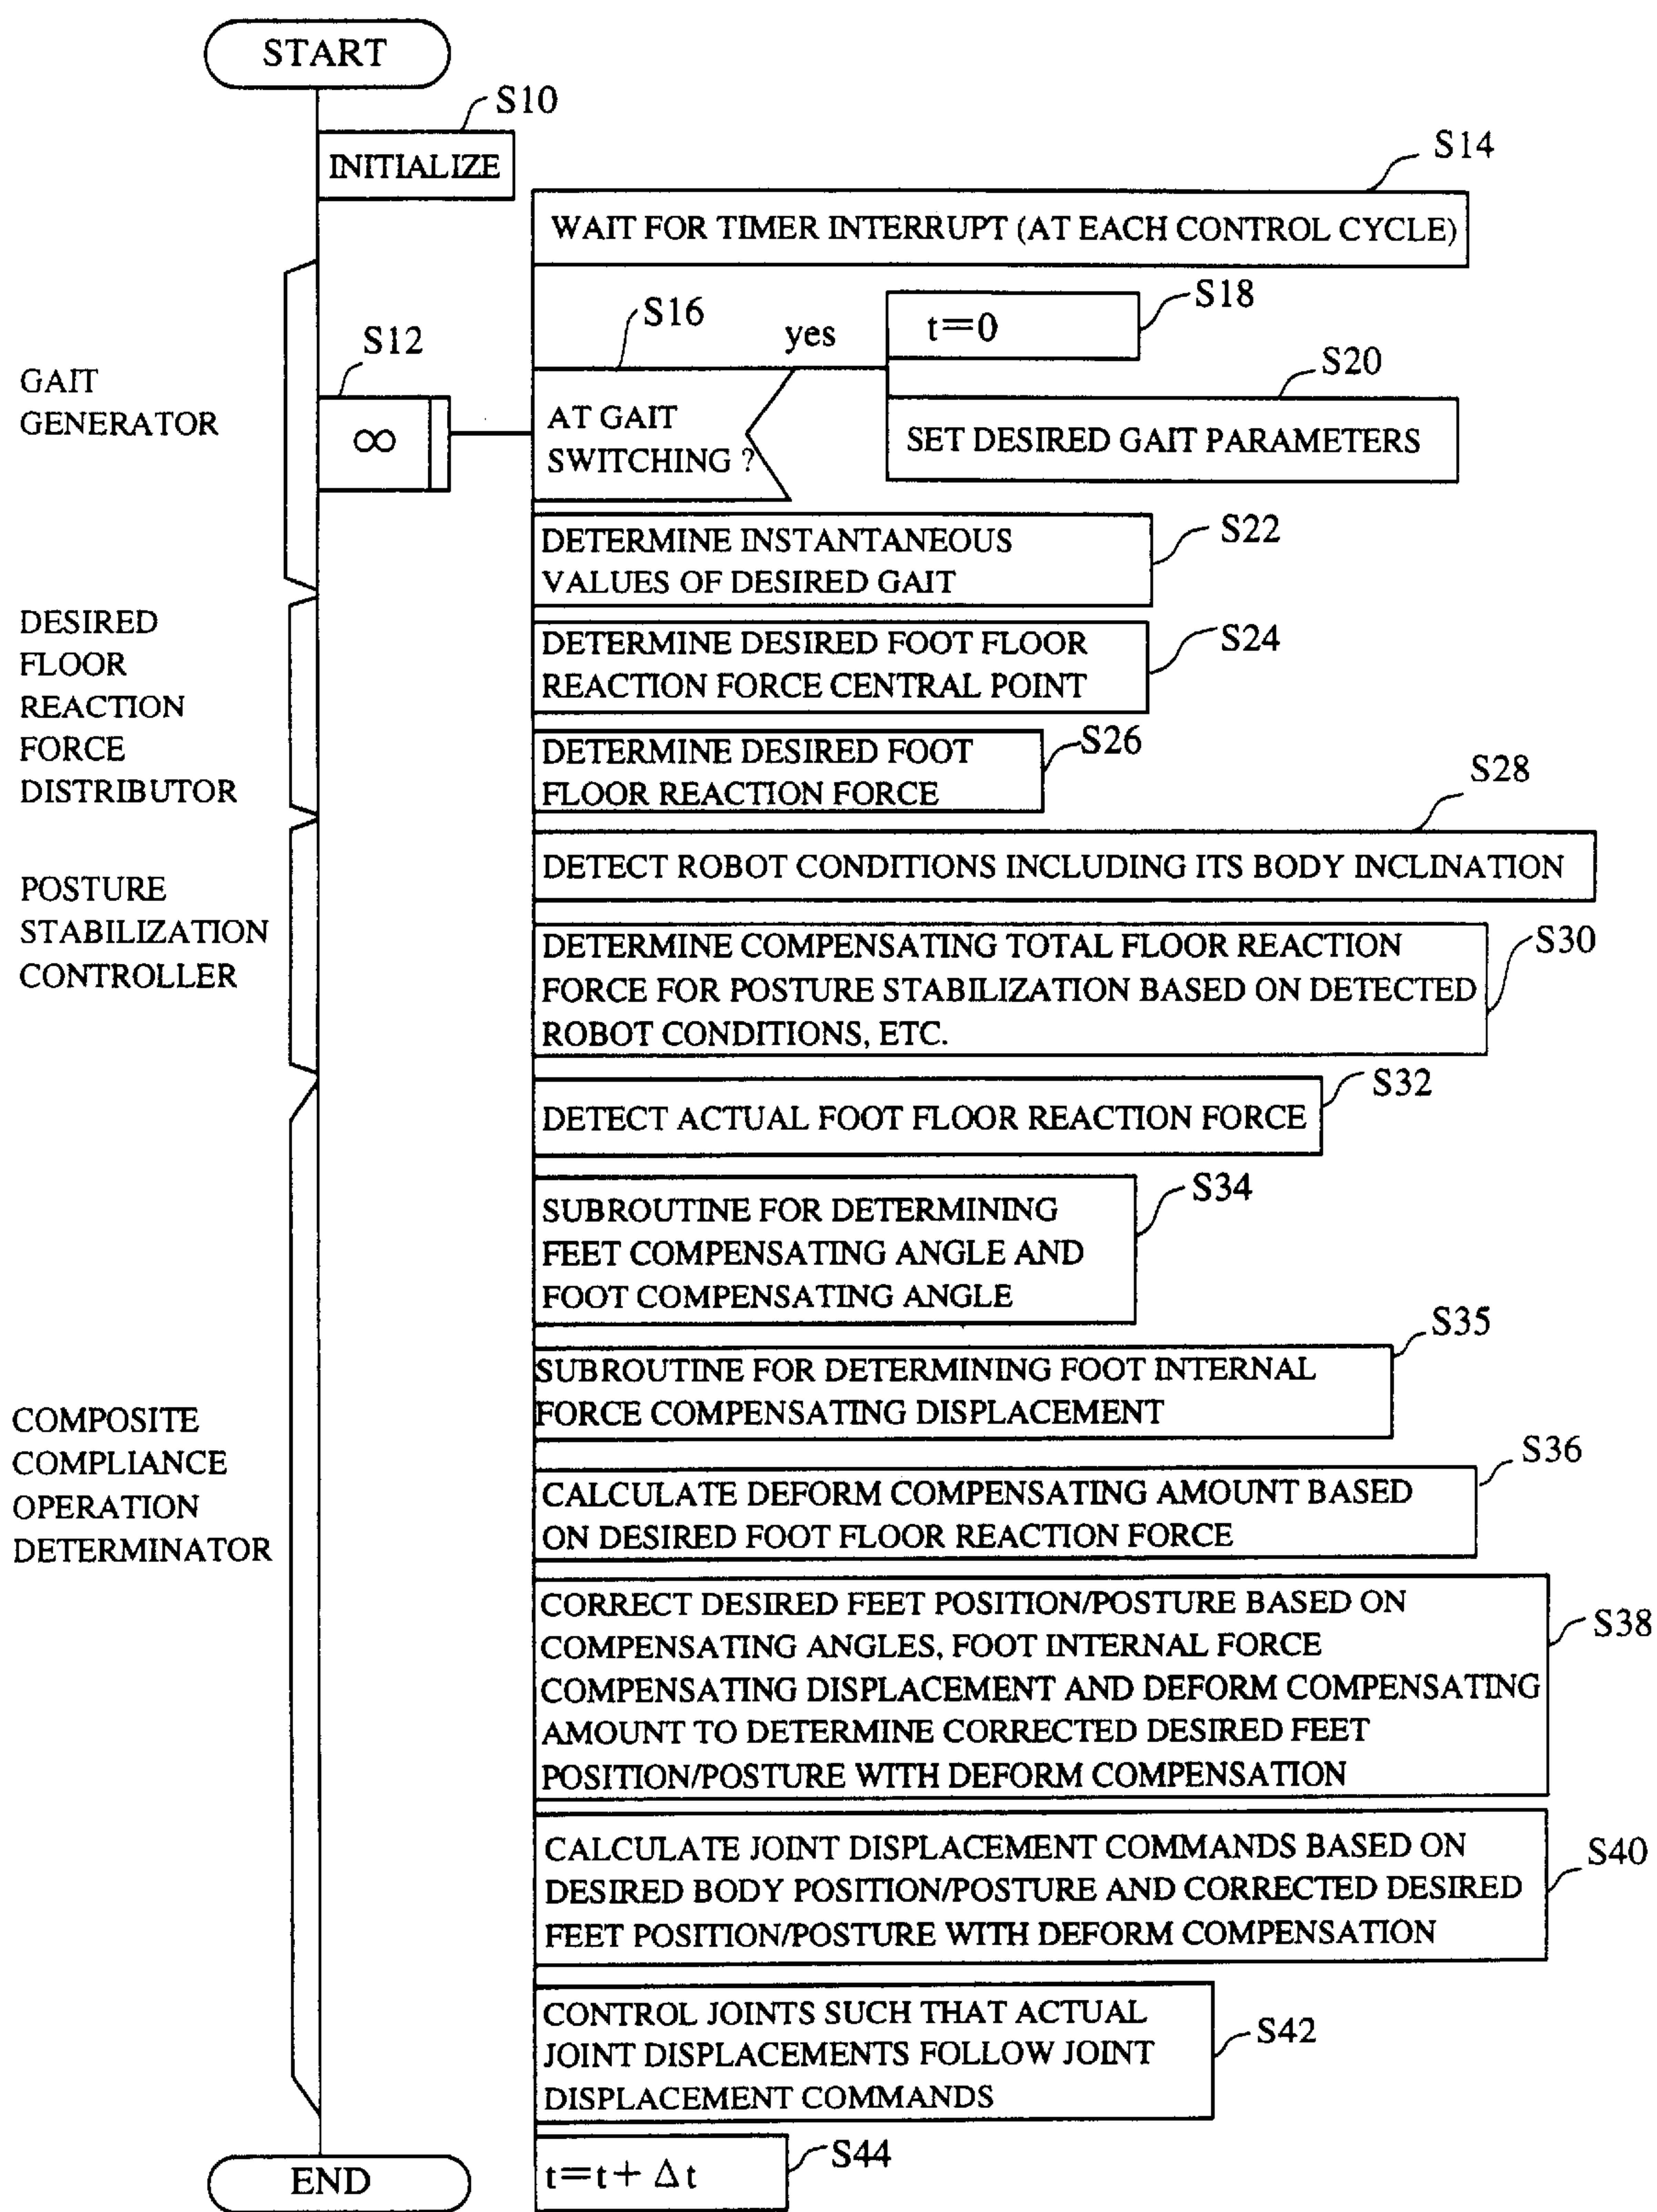 START
S10
INITIALIZE
S14
WAIT FOR TIMER INTERRUPT (AT EACH CONTROL CYCLE)
S12
∞
S16
AT GAIT
SWITCHING ?
yes
S18
t=0
S20
SET DESIRED GAIT PARAMETERS
GAIT
GENERATOR
S22
DETERMINE INSTANTANEOUS
VALUES OF DESIRED GAIT
DESIRED
FLOOR
REACTION
FORCE
DISTRIBUTOR
S24
DETERMINE DESIRED FOOT FLOOR
REACTION FORCE CENTRAL POINT
S26
DETERMINE DESIRED FOOT
FLOOR REACTION FORCE
S28
DETECT ROBOT CONDITIONS INCLUDING ITS BODY INCLINATION
POSTURE
STABILIZATION
CONTROLLER
S30
DETERMINE COMPENSATING TOTAL FLOOR REACTION
FORCE FOR POSTURE STABILIZATION BASED ON DETECTED
ROBOT CONDITIONS, ETC.
S32
DETECT ACTUAL FOOT FLOOR REACTION FORCE
S34
SUBROUTINE FOR DETERMINING
FEET COMPENSATING ANGLE AND
FOOT COMPENSATING ANGLE
S35
SUBROUTINE FOR DETERMINING FOOT INTERNAL
FORCE COMPENSATING DISPLACEMENT
COMPOSITE
COMPLIANCE
OPERATION
DETERMINATOR
S36
CALCULATE DEFORM COMPENSATING AMOUNT BASED
ON DESIRED FOOT FLOOR REACTION FORCE
S38
CORRECT DESIRED FEET POSITION/POSTURE BASED ON
COMPENSATING ANGLES, FOOT INTERNAL FORCE
COMPENSATING DISPLACEMENT AND DEFORM COMPENSATING
AMOUNT TO DETERMINE CORRECTED DESIRED FEET
POSITION/POSTURE WITH DEFORM COMPENSATION
S40
CALCULATE JOINT DISPLACEMENT COMMANDS BASED ON
DESIRED BODY POSITION/POSTURE AND CORRECTED DESIRED
FEET POSITION/POSTURE WITH DEFORM COMPENSATION
S42
CONTROL JOINTS SUCH THAT ACTUAL
JOINT DISPLACEMENTS FOLLOW JOINT
DISPLACEMENT COMMANDS
S44
t=t+ Δt
END